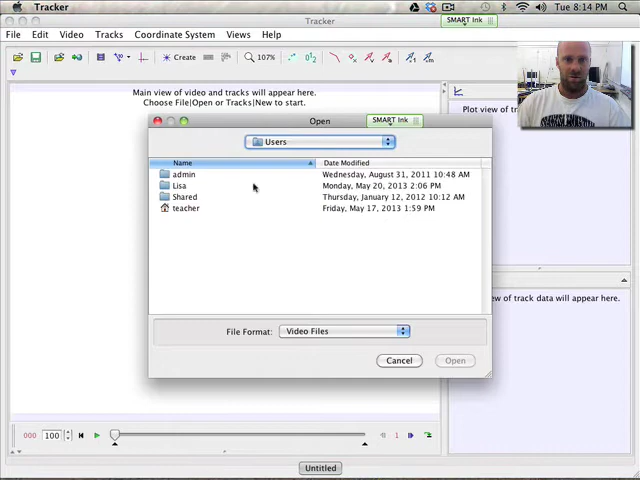 Tracker
Tue 8:14 PM
Tracker
SMART Ink
File Edit Video Tracks Coordinate System Views Help
Create
107%
Main view of video and tracks will appear here.
Choose File|Open or Tracks|New to start.
Plot view of
Open
SMART Ink
Users
Name Date Modified
admin Wednesday, August 31, 2011 10:48 AM
Lisa Monday, May 20, 2013 2:06 PM
Shared Thursday, January 12, 2012 10:12 AM
teacher Friday, May 17, 2013 1:59 PM
ew of track data will appear here.
File Format: Video Files
Cancel Open
000 100 1
Untitled